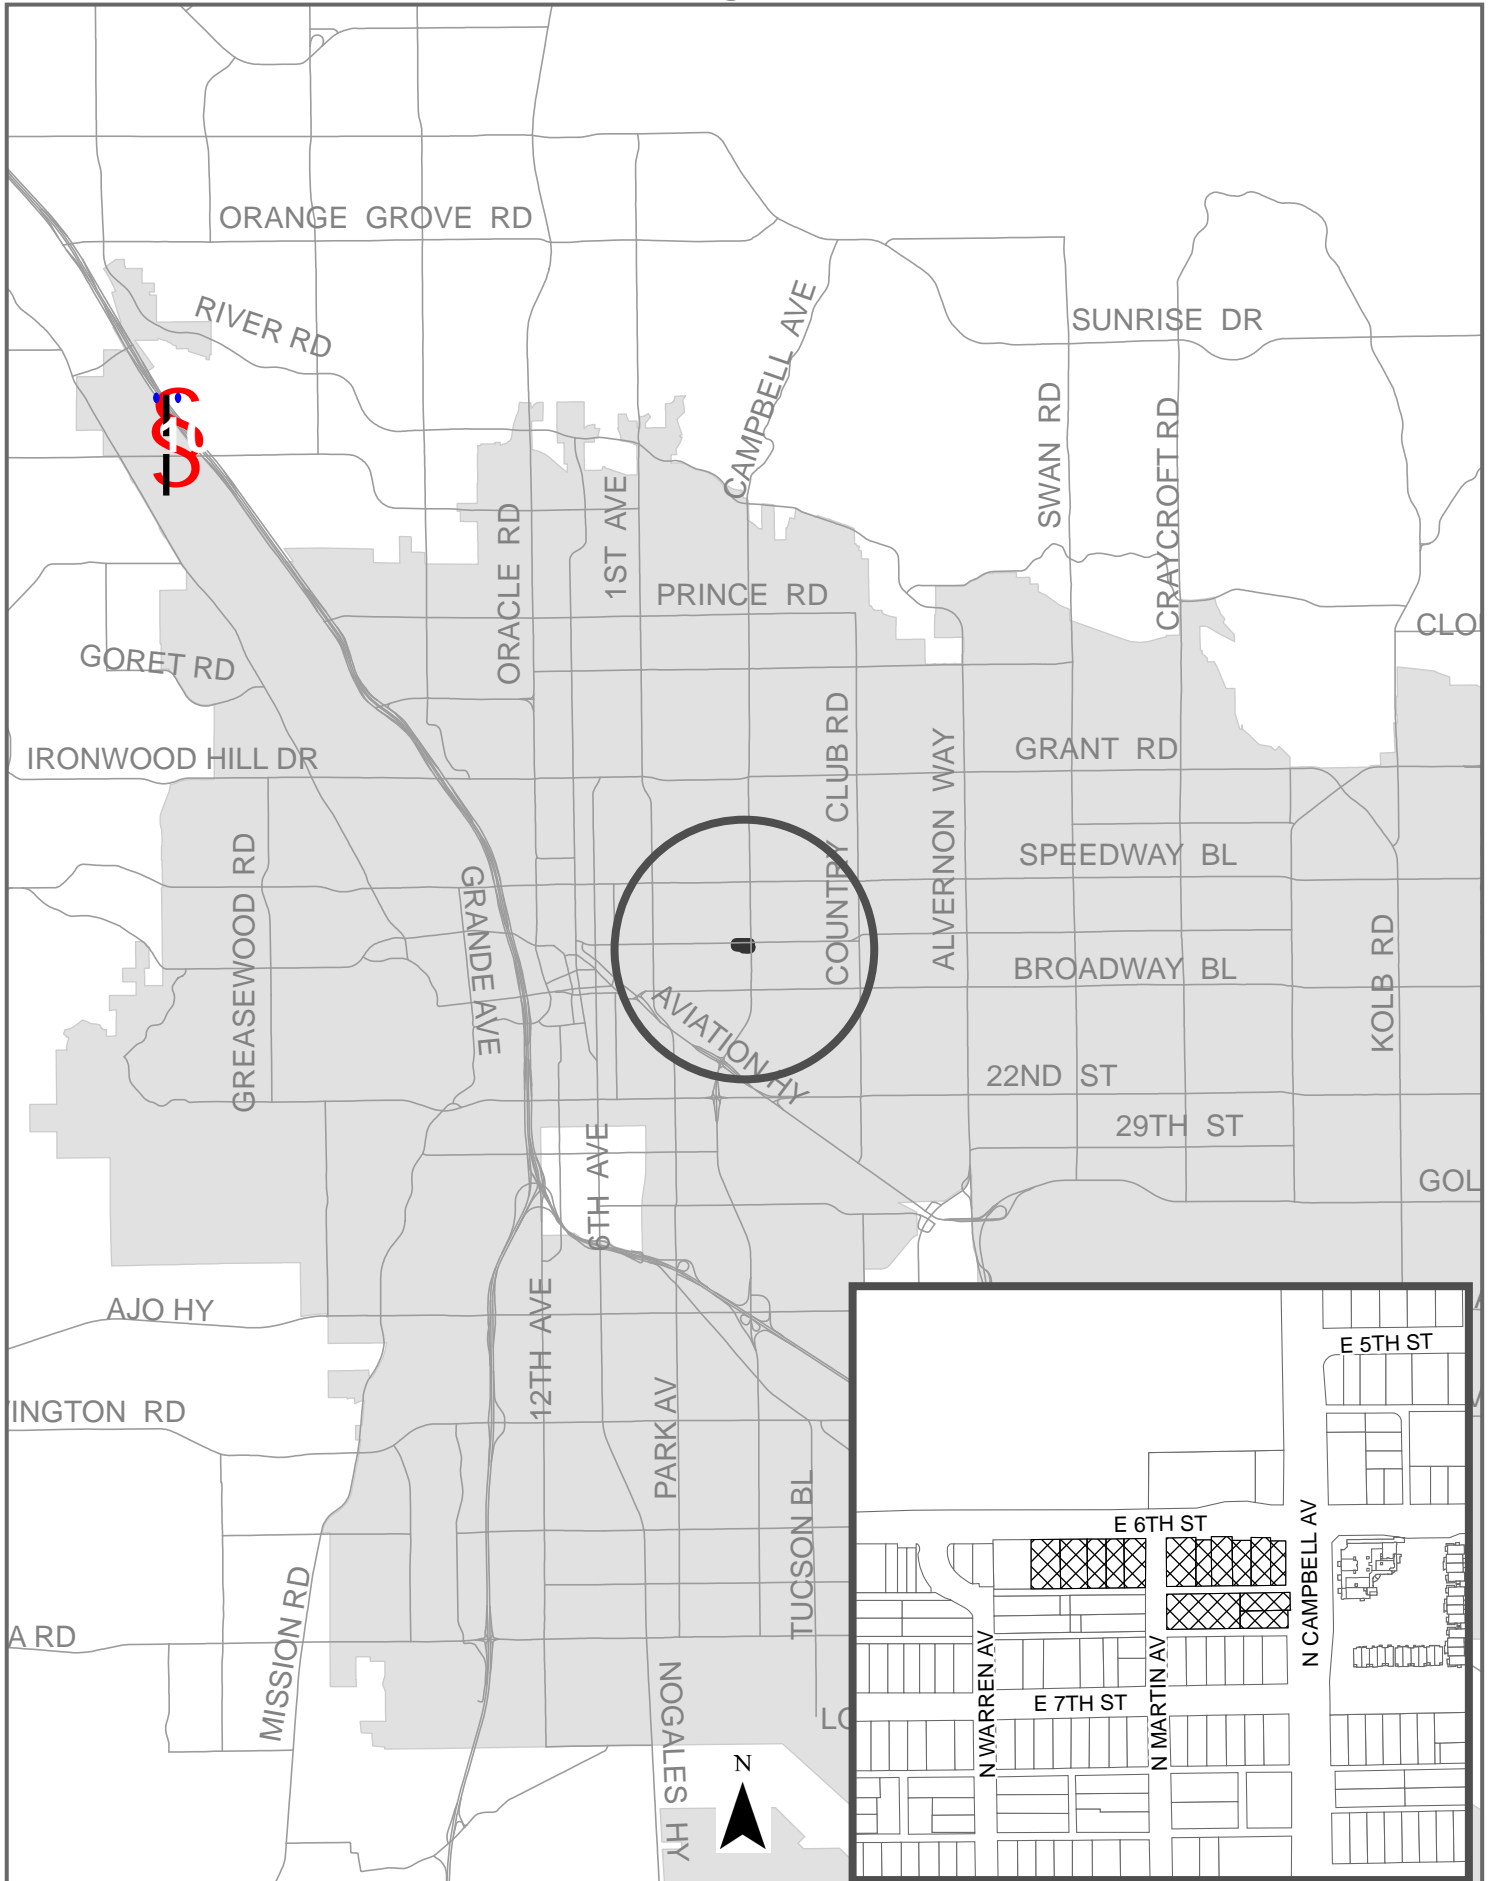 ORANGE GROVE RD
RIVER RD
CAMPBELL AVE
SUNRISE DR
SWAN RD
CRAYCROFT RD
ORACLE RD
1ST AVE
PRINCE RD
CLO
GORET RD
IRONWOOD HILL DR
COUNTRY CLUB RD
ALVERNON WAY
GRANT RD
GREASEWOOD RD
GRANDE AVE
SPEEDWAY BL
KOLB RD
BROADWAY BL
AVIATION HY
22ND ST
29TH ST
6TH AVE
GOL
AJO HY
12TH AVE
VINGTON RD
PARK AV
TUCSON BL
MISSION RD
A RD
NOGALES HY
LO
N
E 5TH ST
E 6TH ST
N CAMPBELL AV
N WARREN AV
N MARTIN AV
E 7TH ST